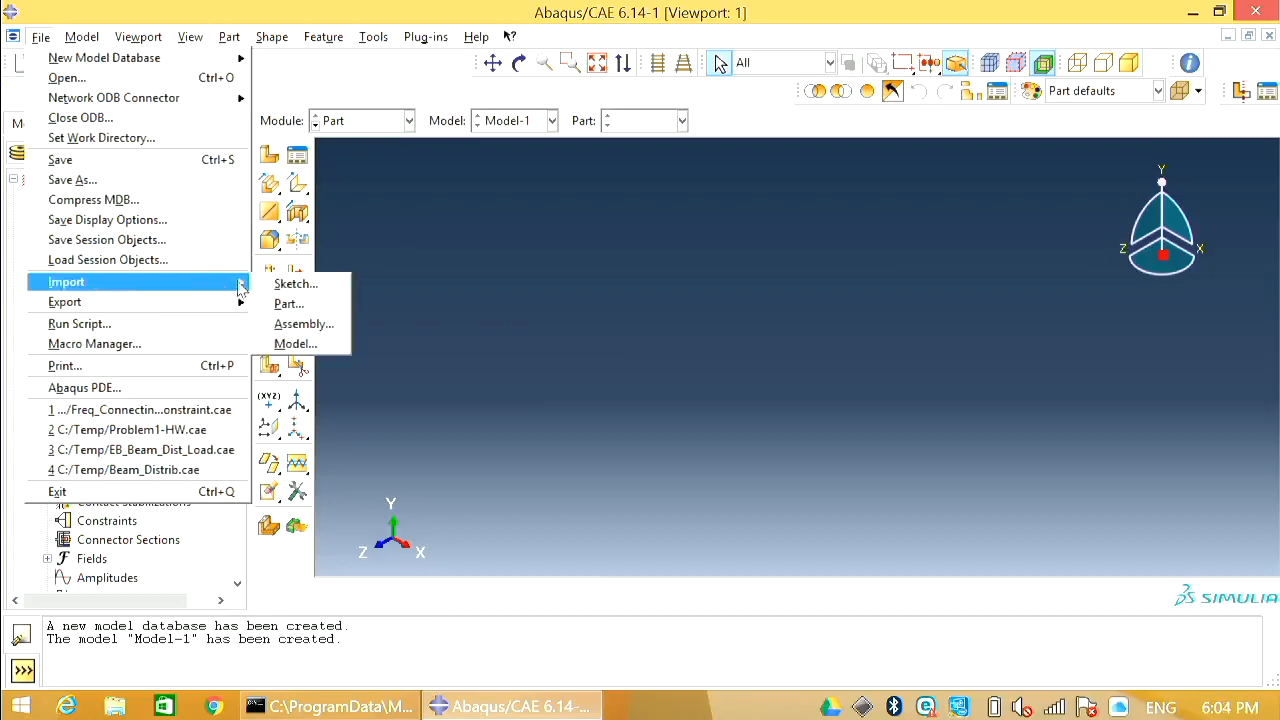 Abaqus/CAE 6.14-1 [Viewport: 1]
File Model Viewport View Part Shape Feature Tools Plug-ins Help
New Model Database
Open... Ctrl+O
Network ODB Connector
Close ODB...
Set Work Directory...
Save Ctrl+S
Save As...
Compress MDB...
Save Display Options...
Save Session Objects...
Load Session Objects...
Import
Export
Run Script...
Macro Manager...
Print... Ctrl+P
Abaqus PDE...
1 .../Freq_Connectin...onstraint.cae
2 C:/Temp/Problem1-HW.cae
3 C:/Temp/EB_Beam_Dist_Load.cae
4 C:/Temp/Beam_Distrib.cae
Exit Ctrl+Q
Sketch...
Part...
Assembly...
Model...
All
Part defaults
Module: Part Model: Model-1 Part:
(XYZ)
Y
Z X
Y
Z X
Constraints
Connector Sections
Fields
Amplitudes
SIMULIA
A new model database has been created.
The model "Model-1" has been created.
>>>
C:\ProgramData\M...
Abaqus/CAE 6.14-...
ENG 6:04 PM